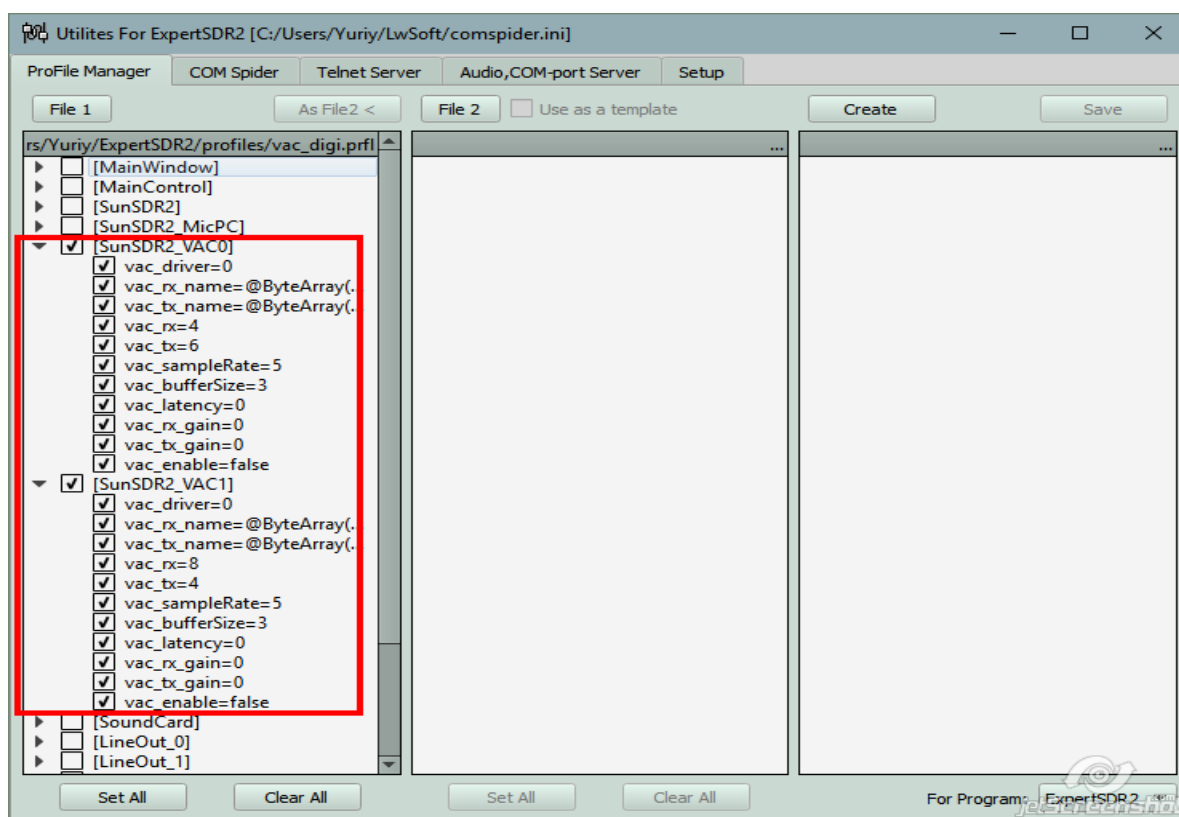 Utilites For ExpertSDR2 [C:/Users/Yuriy/LwSoft/comspider.ini]
ProFile Manager COM Spider Telnet Server Audio,COM-port Server Setup
File 1 As File2 < File 2 Use as a template Create Save
rs/Yuriy/ExpertSDR2/profiles/vac_digi.prfl ... ...
[MainWindow]
[MainControl]
[SunSDR2]
[SunSDR2_MicPC]
[SunSDR2_VAC0]
vac_driver=0
vac_rx_name=@ByteArray(...
vac_tx_name=@ByteArray(...
vac_rx=4
vac_tx=6
vac_sampleRate=5
vac_bufferSize=3
vac_latency=0
vac_rx_gain=0
vac_tx_gain=0
vac_enable=false
[SunSDR2_VAC1]
vac_driver=0
vac_rx_name=@ByteArray(...
vac_tx_name=@ByteArray(...
vac_rx=8
vac_tx=4
vac_sampleRate=5
vac_bufferSize=3
vac_latency=0
vac_rx_gain=0
vac_tx_gain=0
vac_enable=false
[SoundCard]
[LineOut_0]
[LineOut_1]
Set All Clear All Set All Clear All For Program: ExpertSDR2